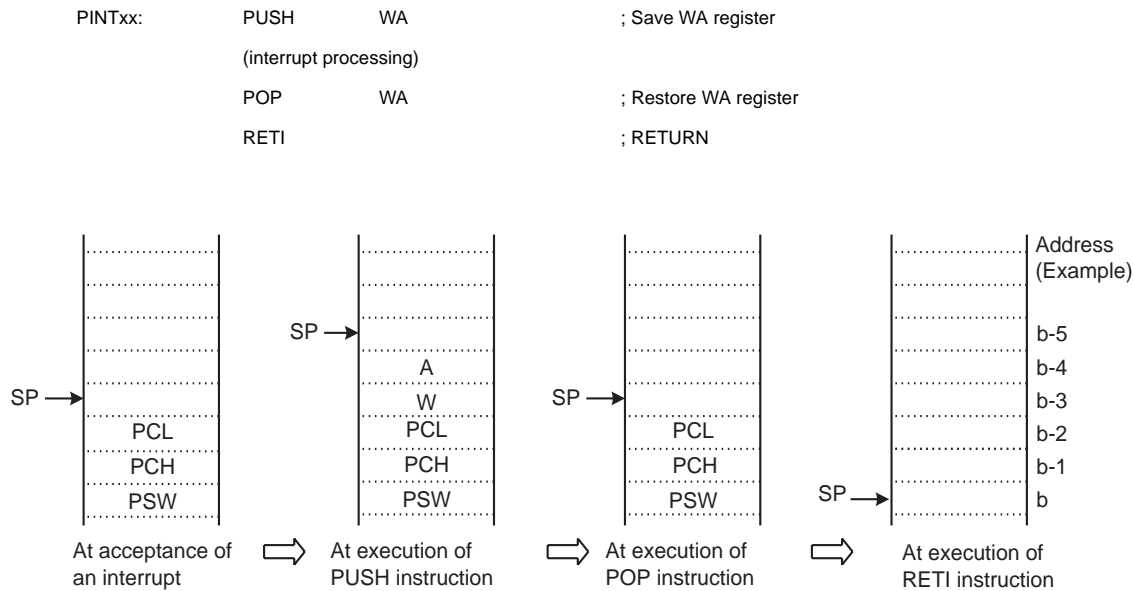 PINTxx: PUSH WA ; Save WA register
(interrupt processing)
POP WA ; Restore WA register
RETI ; RETURN
Address
(Example)
SP b-5
A b-4
SP W SP b-3
PCL PCL PCL b-2
PCH PCH PCH b-1
PSW PSW PSW SP b
At acceptance of
an interrupt
At execution of
PUSH instruction
At execution of
POP instruction
At execution of
RETI instruction